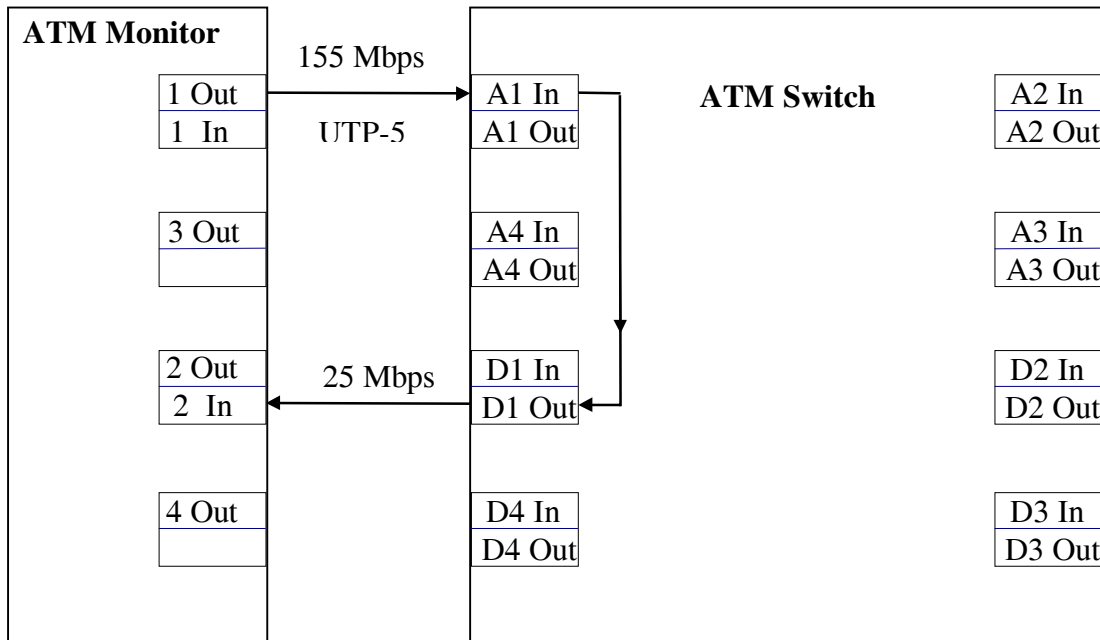 ATM Monitor
155 Mbps
1 Out
1 In
UTP-5
3 Out
2 Out
2 In
25 Mbps
4 Out
ATM Switch
A1 In
A1 Out
A4 In
A4 Out
D1 In
D1 Out
D4 In
D4 Out
A2 In
A2 Out
A3 In
A3 Out
D2 In
D2 Out
D3 In
D3 Out